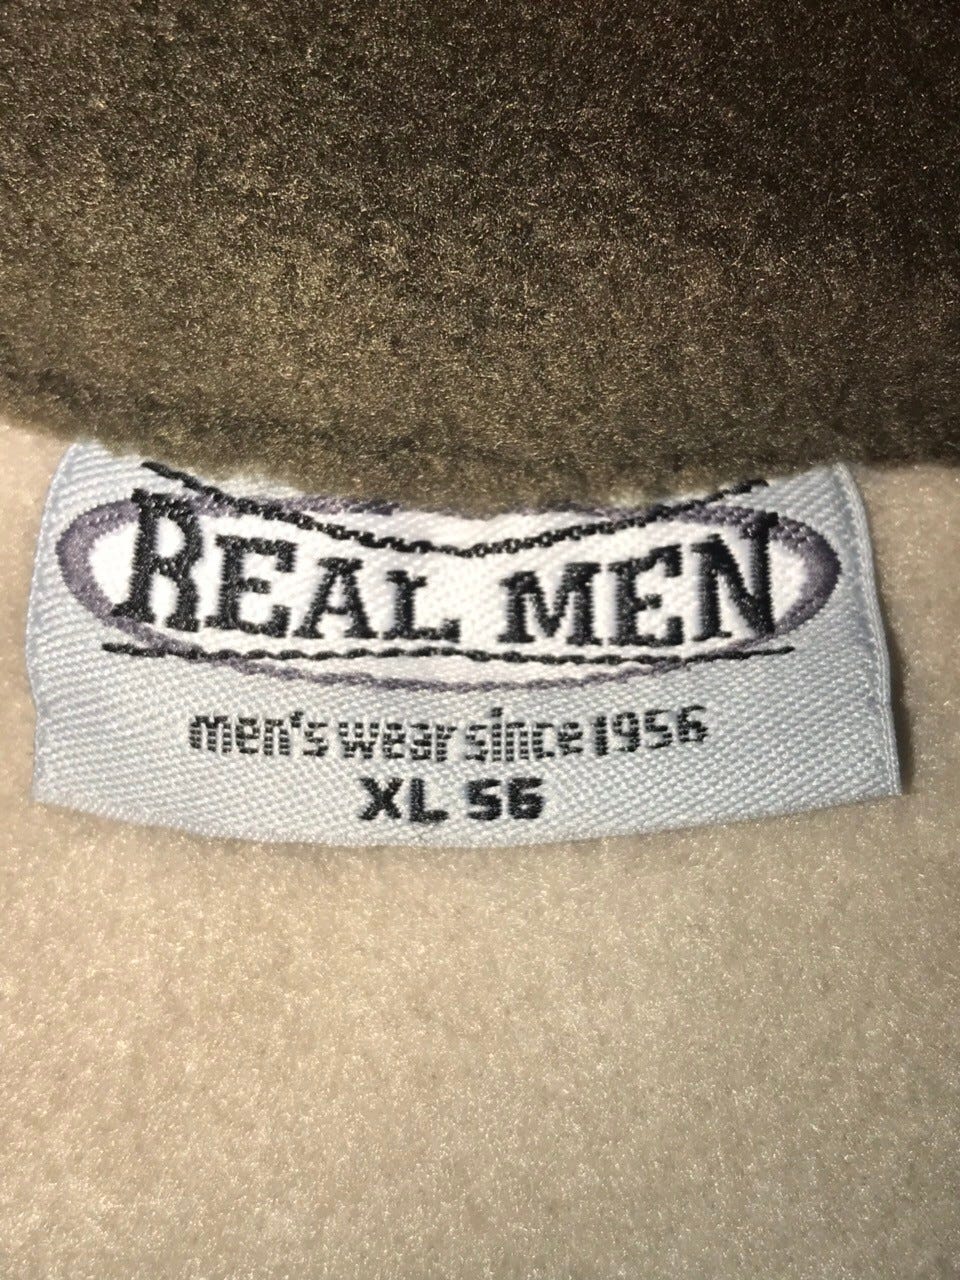 REAL MEN
men's wear since 1956
XL 56